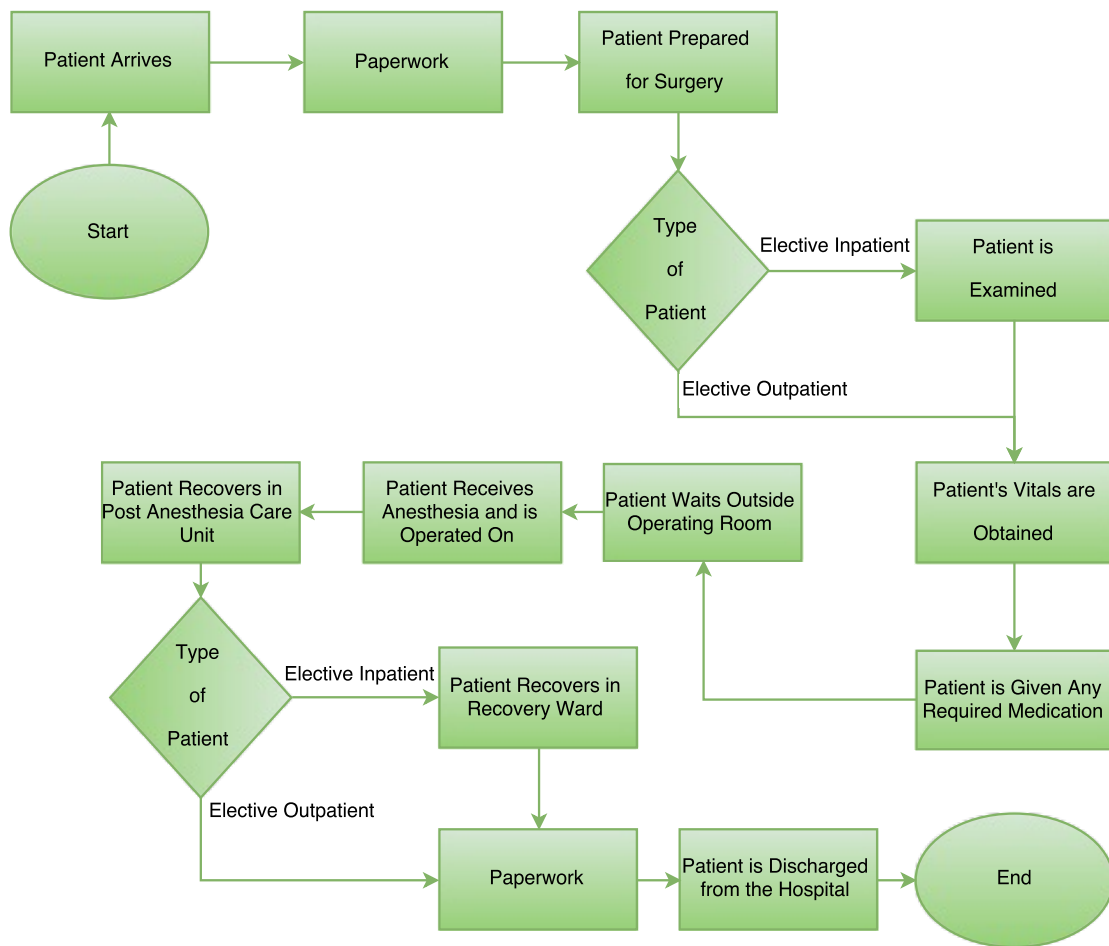 Patient Arrives
Paperwork
Patient Prepared
for Surgery
Start
Type
of
Patient
Elective Inpatient
Patient is
Examined
Elective Outpatient
Patient's Vitals are
Obtained
Patient is Given Any
Required Medication
Patient Waits Outside
Operating Room
Patient Receives
Anesthesia and is
Operated On
Patient Recovers in
Post Anesthesia Care
Unit
Type
of
Patient
Elective Inpatient
Patient Recovers in
Recovery Ward
Elective Outpatient
Paperwork
Patient is Discharged
from the Hospital
End